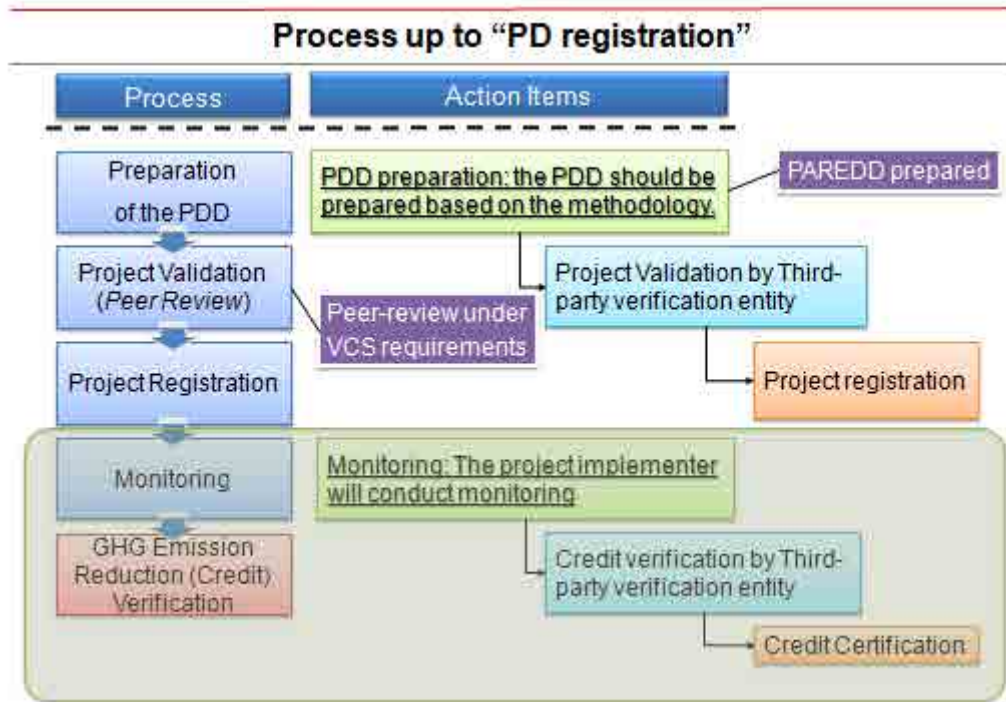 Process up to “PD registration”
Process
Action Items
Preparation
of the PDD
PDD preparation: the PDD should be
prepared based on the methodology.
PAREDD prepared
Project Validation
(Peer Review)
Peer-review under
VCS requirements
Project Validation by Third-
party verification entity
Project Registration
Project registration
Monitoring
Monitoring: The project implementer
will conduct monitoring
GHG Emission
Reduction (Credit)
Verification
Credit verification by Third-
party verification entity
Credit Certification